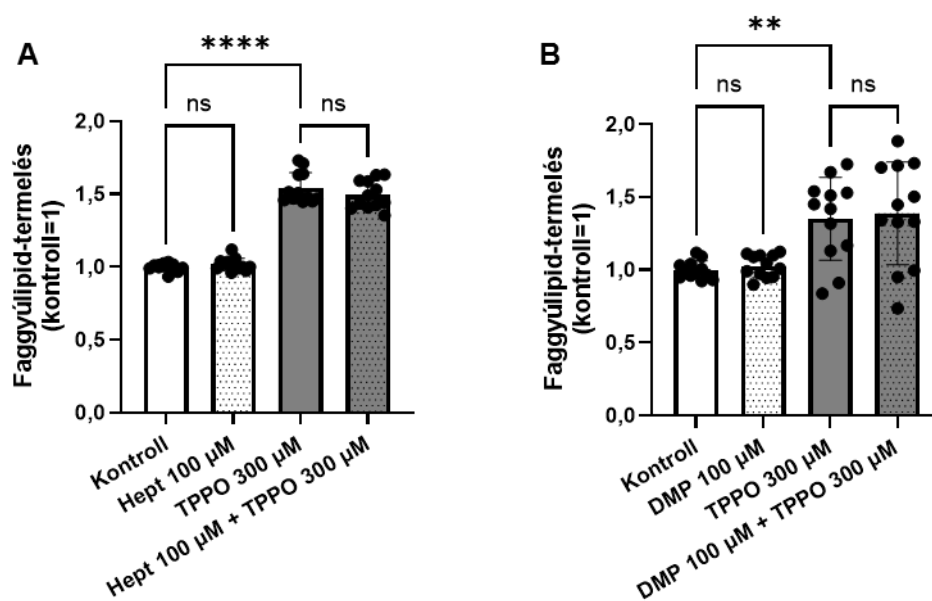 A
****
ns
ns
Faggyúlipid-termelés
(kontroll=1)
2,0
1,5
1,0
0,5
0,0
Kontroll
Hept 100 µM
TPPO 300 µM
Hept 100 µM + TPPO 300 µM
B
**
ns
ns
Faggyúlipid-termelés
(kontroll=1)
2,0
1,5
1,0
0,5
0,0
Kontroll
DMP 100 µM
TPPO 300 µM
DMP 100 µM + TPPO 300 µM